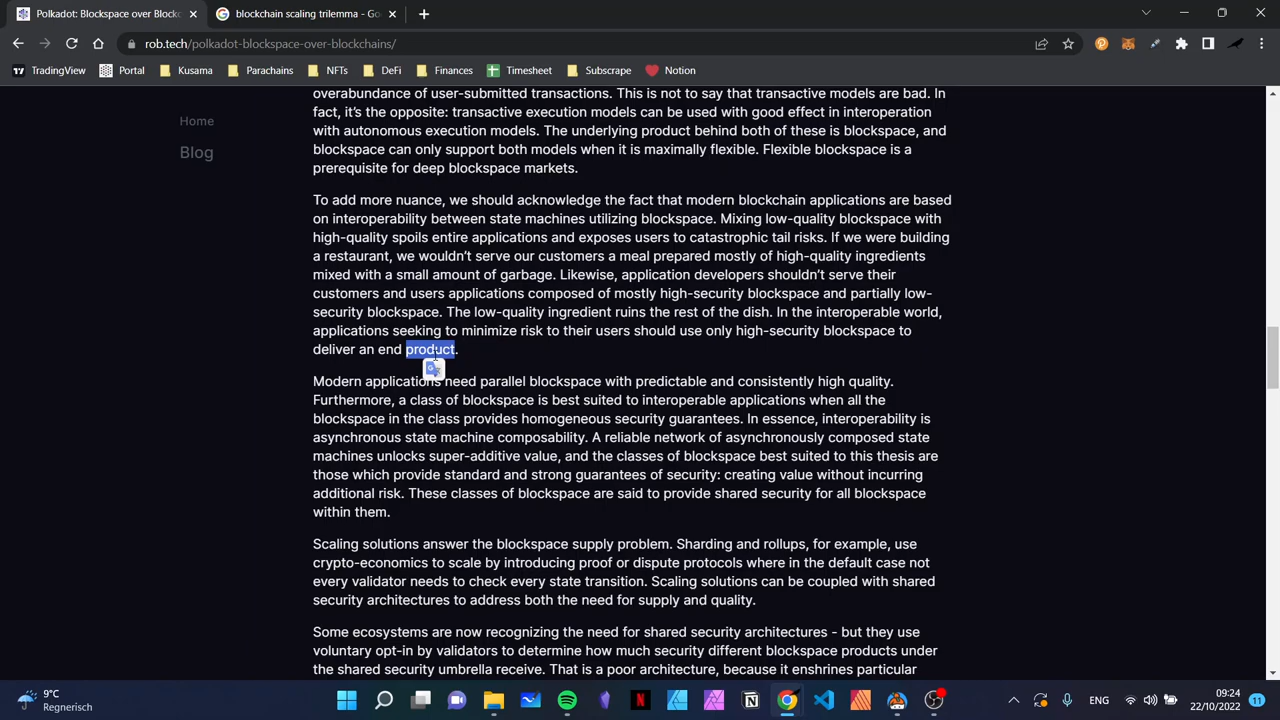 Polkadot: Blockspace over Block
blockchain scaling trilemma - Go
rob.tech/polkadot-blockspace-over-blockchains/
TradingView
Portal
Kusama
Parachains
NFTs
DeFi
Finances
Timesheet
Subscrape
Notion
Home
Blog
overabundance of user-submitted transactions. This is not to say that transactive models are bad. In
fact, it's the opposite: transactive execution models can be used with good effect in interoperation
with autonomous execution models. The underlying product behind both of these is blockspace, and
blockspace can only support both models when it is maximally flexible. Flexible blockspace is a
prerequisite for deep blockspace markets.
To add more nuance, we should acknowledge the fact that modern blockchain applications are based
on interoperability between state machines utilizing blockspace. Mixing low-quality blockspace with
high-quality spoils entire applications and exposes users to catastrophic tail risks. If we were building
a restaurant, we wouldn't serve our customers a meal prepared mostly of high-quality ingredients
mixed with a small amount of garbage. Likewise, application developers shouldn't serve their
customers and users applications composed of mostly high-security blockspace and partially low-
security blockspace. The low-quality ingredient ruins the rest of the dish. In the interoperable world,
applications seeking to minimize risk to their users should use only high-security blockspace to
deliver an end product.
Modern applications need parallel blockspace with predictable and consistently high quality.
Furthermore, a class of blockspace is best suited to interoperable applications when all the
blockspace in the class provides homogeneous security guarantees. In essence, interoperability is
asynchronous state machine composability. A reliable network of asynchronously composed state
machines unlocks super-additive value, and the classes of blockspace best suited to this thesis are
those which provide standard and strong guarantees of security: creating value without incurring
additional risk. These classes of blockspace are said to provide shared security for all blockspace
within them.
Scaling solutions answer the blockspace supply problem. Sharding and rollups, for example, use
crypto-economics to scale by introducing proof or dispute protocols where in the default case not
every validator needs to check every state transition. Scaling solutions can be coupled with shared
security architectures to address both the need for supply and quality.
Some ecosystems are now recognizing the need for shared security architectures - but they use
voluntary opt-in by validators to determine how much security different blockspace products under
the shared security umbrella receive. That is a poor architecture, because it enshrines particular
9°C
Regnerisch
ENG
09:24
22/10/2022
11